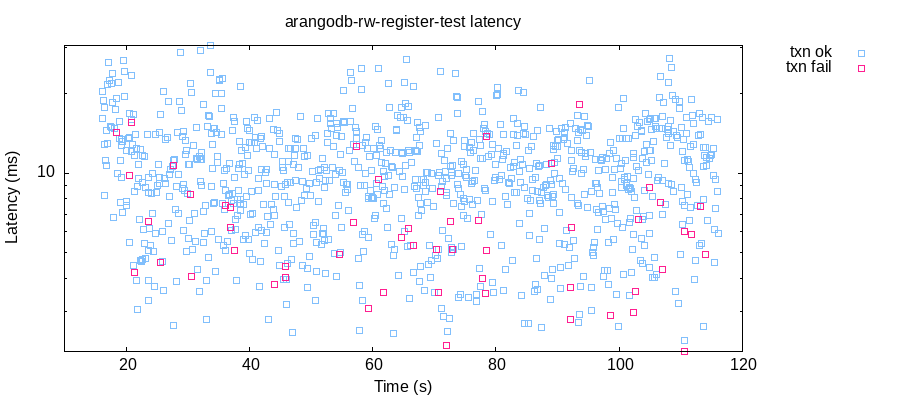 arangodb-rw-register-test latency
txn ok
txn fail
Latency (ms)
10
20
40
60
80
100
120
Time (s)